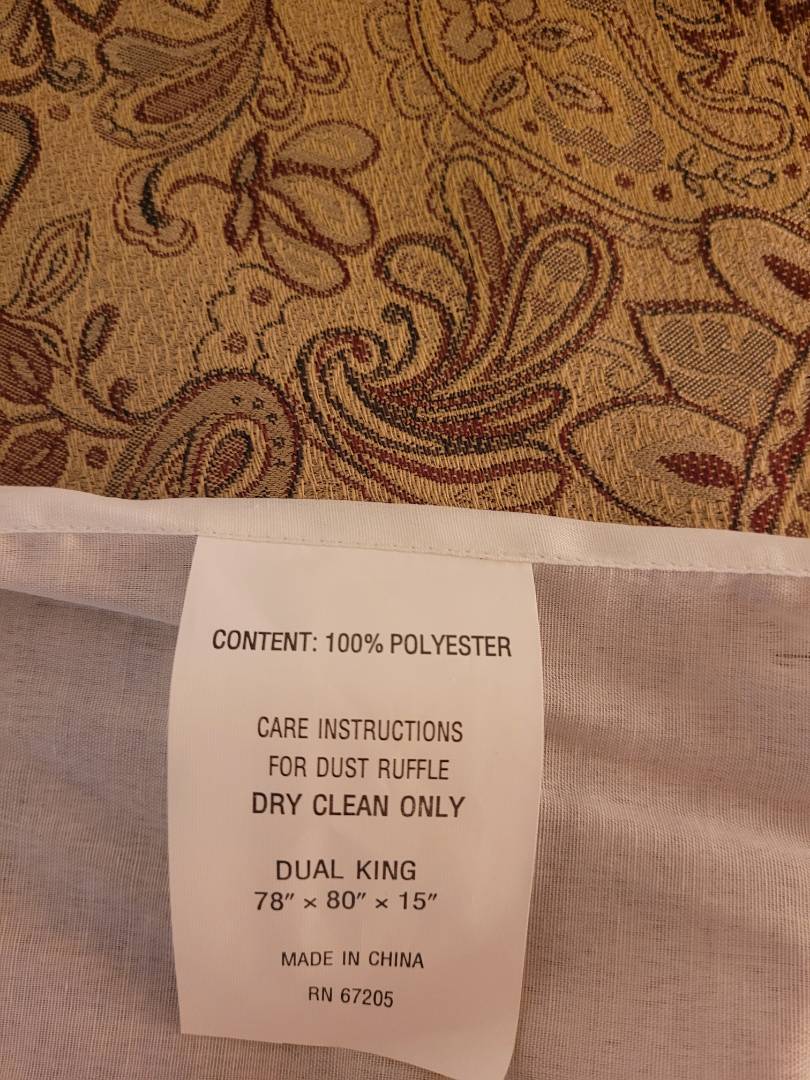 CONTENT: 100% POLYESTER
CARE INSTRUCTIONS
FOR DUST RUFFLE
DRY CLEAN ONLY
DUAL KING
78" × 80" × 15"
MADE IN CHINA
RN 67205